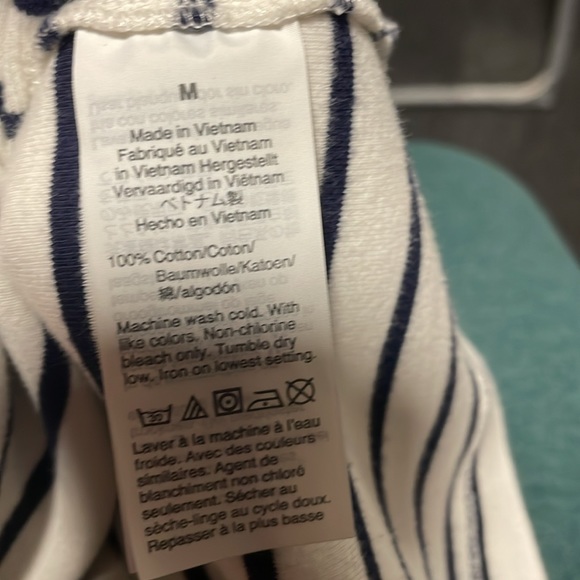 M
Made in Vietnam
Fabriqué au Vietnam
in Vietnam Hergestellt
Vervaardigd in Viëtnam
ベトナム製
Hecho en Vietnam
100% Cotton/Coton/
Baumwolle/Katoen/
綿/algodón
Machine wash cold. With
like colors. Non-chlorine
bleach only. Tumble dry
low. Iron on lowest setting.
30
Laver à la machine à l'eau
froide. Avec des couleurs
similaires. Agent de
blanchiment non chloré
seulement. Sécher au
sèche-linge au cycle doux.
Repasser à la plus basse